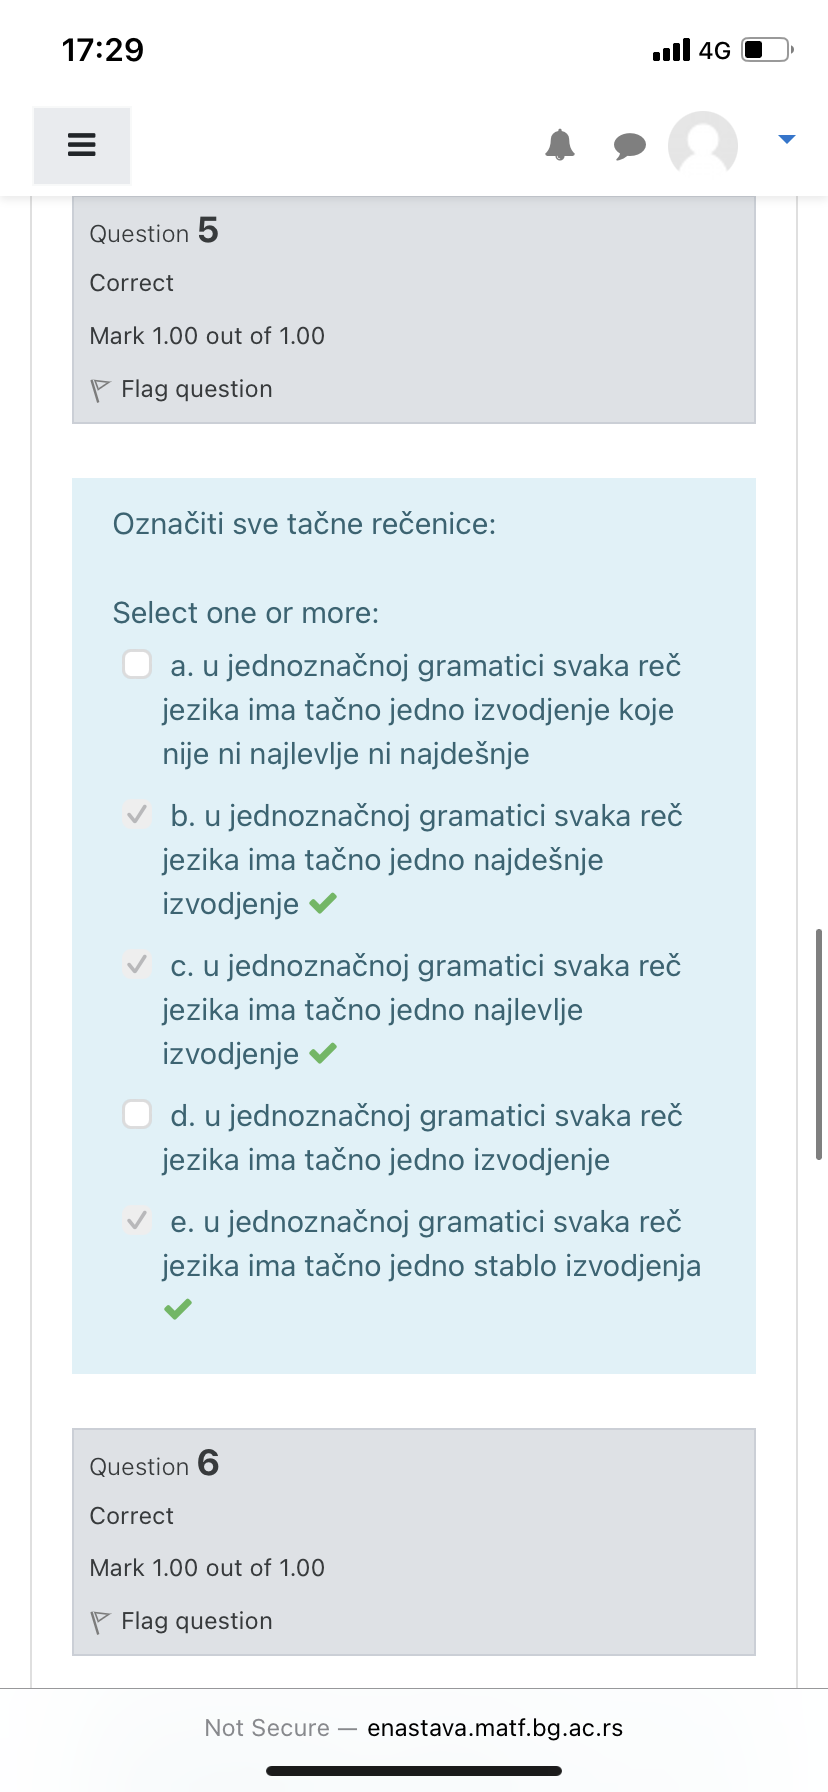 17:29
4G
Question 5
Correct
Mark 1.00 out of 1.00
Flag question
Označiti sve tačne rečenice:
Select one or more:
a. u jednoznačnoj gramatici svaka reč
jezika ima tačno jedno izvodjenje koje
nije ni najlevlje ni najdešnje
b. u jednoznačnoj gramatici svaka reč
jezika ima tačno jedno najdešnje
izvodjenje
c. u jednoznačnoj gramatici svaka reč
jezika ima tačno jedno najlevlje
izvodjenje
d. u jednoznačnoj gramatici svaka reč
jezika ima tačno jedno izvodjenje
e. u jednoznačnoj gramatici svaka reč
jezika ima tačno jedno stablo izvodjenja
Question 6
Correct
Mark 1.00 out of 1.00
Flag question
Not Secure — enastava.matf.bg.ac.rs